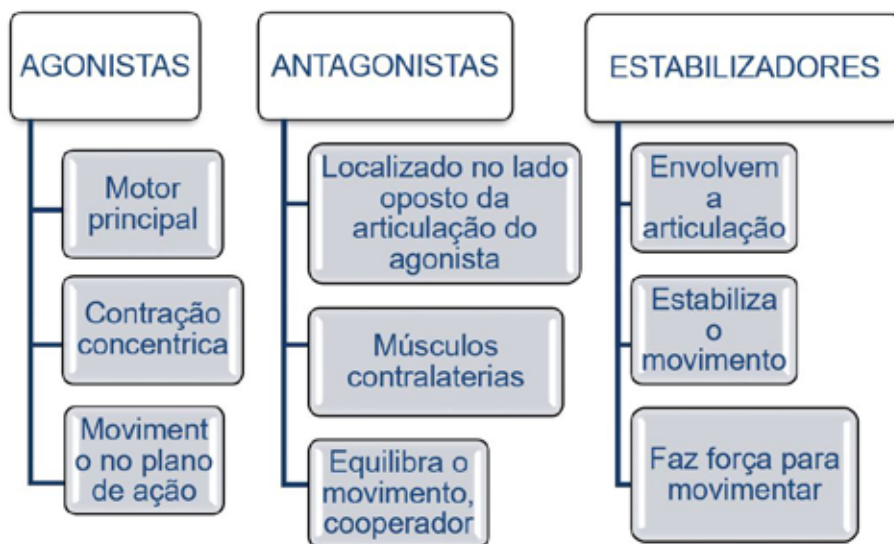 AGONISTAS
Motor
principal
Contração
concentrica
Moviment
o no plano
de ação
ANTAGONISTAS
Localizado no lado
oposto da
articulação do
agonista
Músculos
contralaterias
Equilibra o
movimento,
cooperador
ESTABILIZADORES
Envolvem
a
articulação
Estabiliza
o
movimento
Faz força para
movimentar